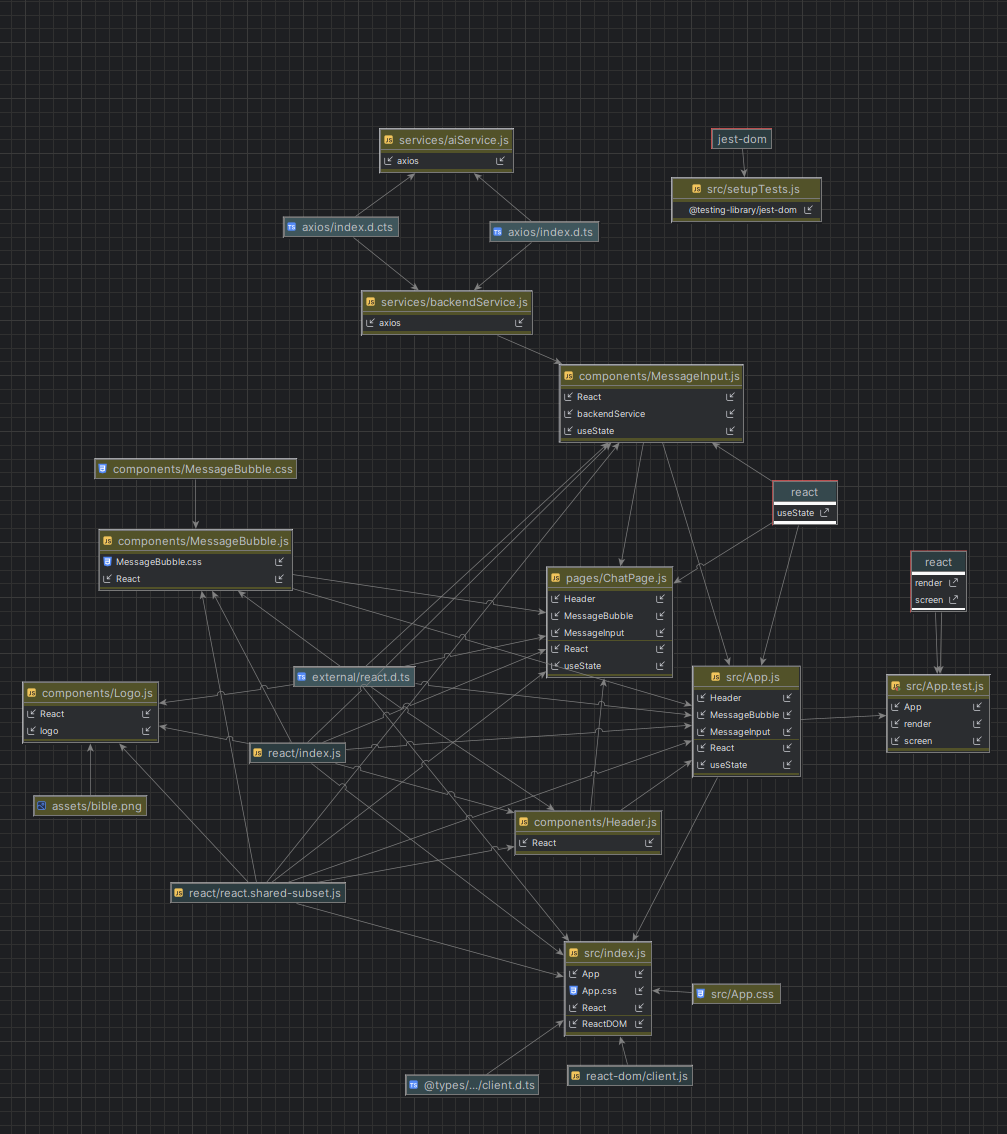 services/aiService.js
axios
jest-dom
src/setupTests.js
@testing-library/jest-dom
axios/index.d.cts
axios/index.d.ts
services/backendService.js
axios
components/MessageInput.js
React
backendService
useState
components/MessageBubble.css
react
useState
components/MessageBubble.js
MessageBubble.css
React
react
render
screen
pages/ChatPage.js
Header
MessageBubble
MessageInput
React
useState
external/react.d.ts
src/App.js
Header
MessageBubble
MessageInput
React
useState
src/App.test.js
App
render
screen
components/Logo.js
React
logo
react/index.js
assets/bible.png
components/Header.js
React
react/react.shared-subset.js
src/index.js
App
App.css
React
ReactDOM
src/App.css
@types/.../client.d.ts
react-dom/client.js